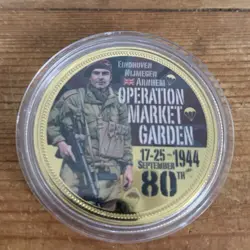 EINDHOVEN
NIJMEGEN
ARNHEM
OPERATION
MARKET
GARDEN
17-25 1944
SEPTEMBER
80TH